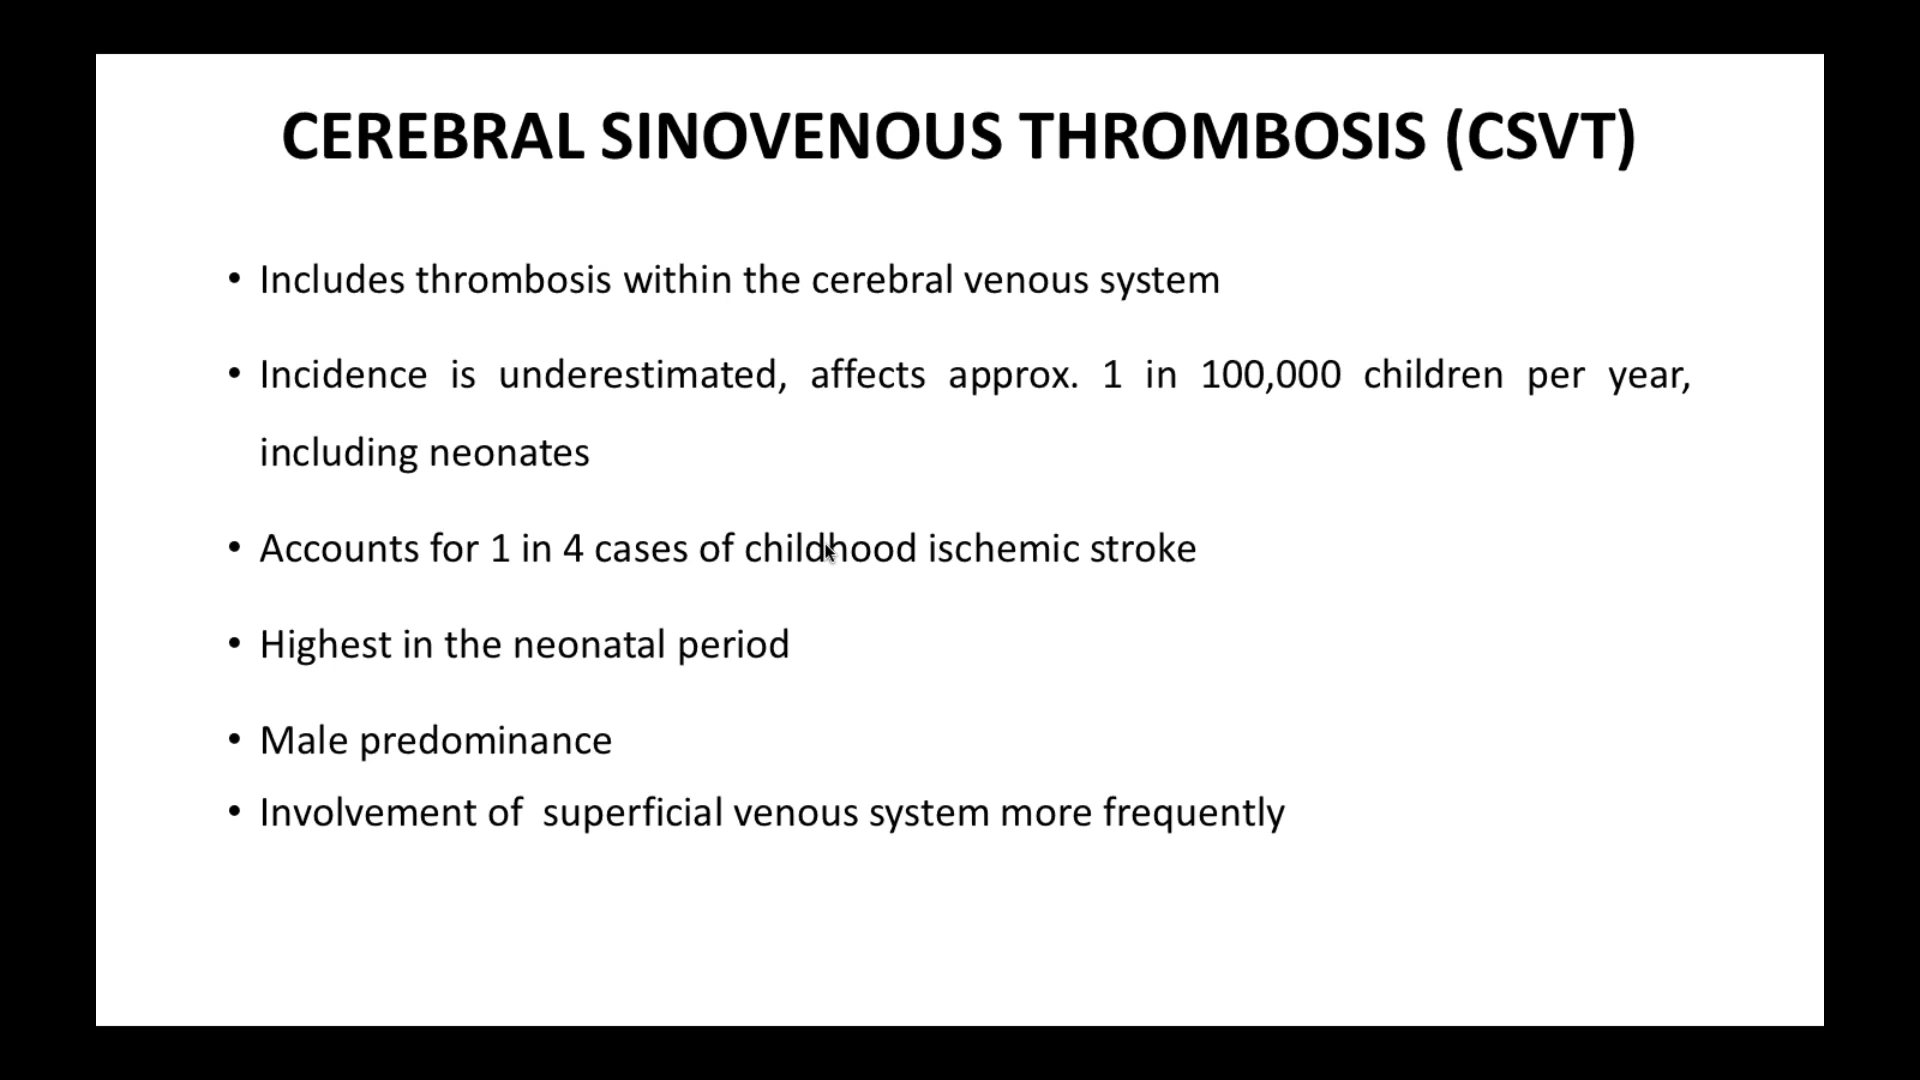 CEREBRAL SINOVENOUS THROMBOSIS (CSVT)
• Includes thrombosis within the cerebral venous system
• Incidence is underestimated, affects approx. 1 in 100,000 children per year,
including neonates
• Accounts for 1 in 4 cases of childhood ischemic stroke
• Highest in the neonatal period
• Male predominance
• Involvement of  superficial venous system more frequently